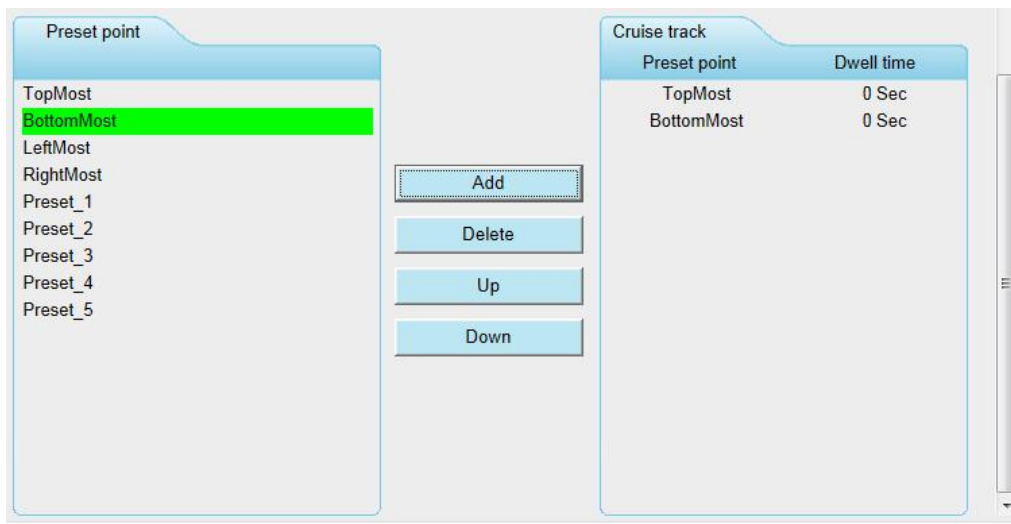 Preset point
TopMost
BottomMost
LeftMost
RightMost
Preset_1
Preset_2
Preset_3
Preset_4
Preset_5
Add
Delete
Up
Down
Cruise track
Preset point Dwell time
TopMost 0 Sec
BottomMost 0 Sec